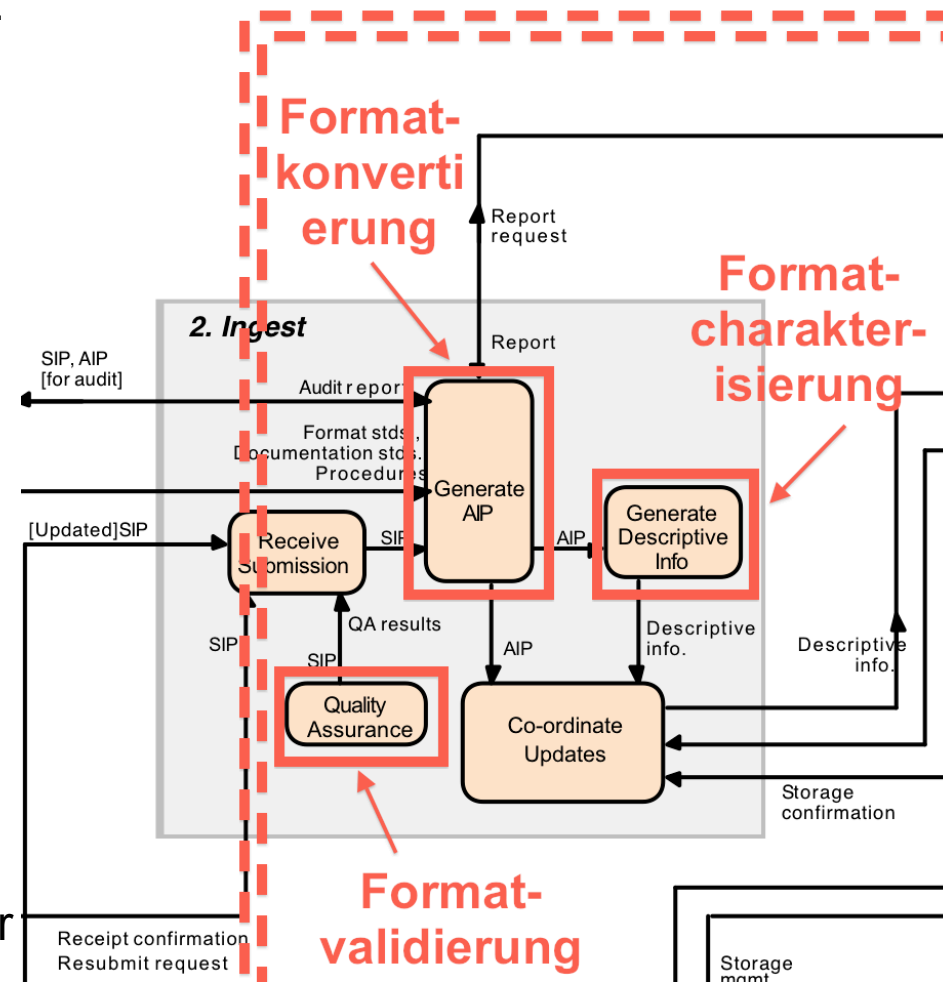 Format-
konverti
erung
Report
request
Format-
charakter-
isierung
2. Ingest
Report
SIP, AIP
[for audit]
Audit report
Format stds.,
Documentation stds.
Procedures
Generate
AIP
Generate
Descriptive
Info
[Updated]SIP
Receive
Submission
SIP
AIP
QA results
SIP
SIP
AIP
Descriptive
info.
Descriptive
info.
Quality
Assurance
Co-ordinate
Updates
Storage
confirmation
Format-
validierung
r
Receipt confirmation
Resubmit request
Storage
mgmt